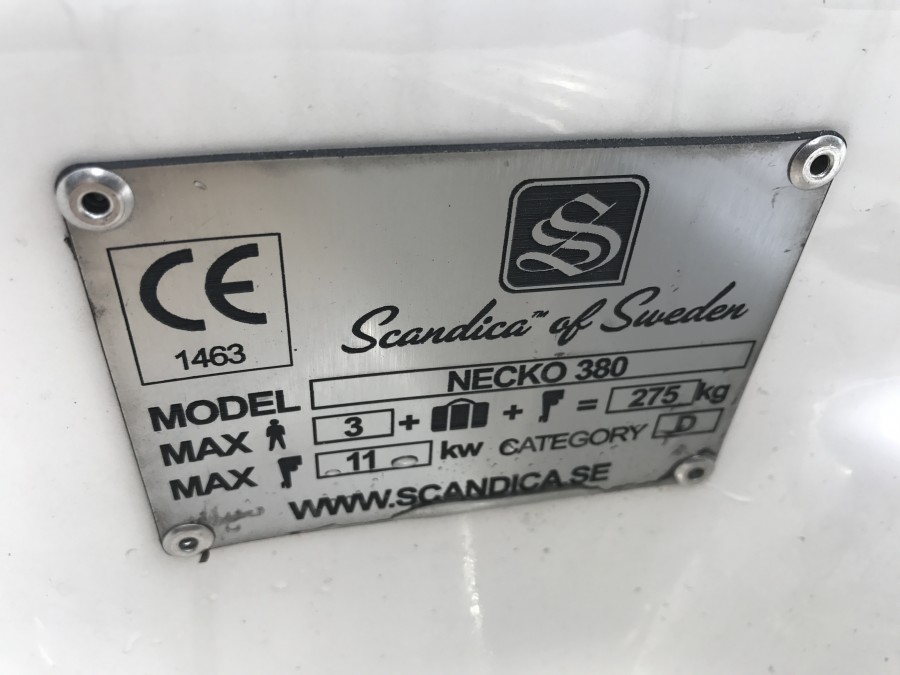 S
CE
1463
Scandica™ of Sweden
MODEL NECKO 380
MAX 3 + + = 275 kg
MAX 11 kw CATEGORY D
WWW.SCANDICA.SE